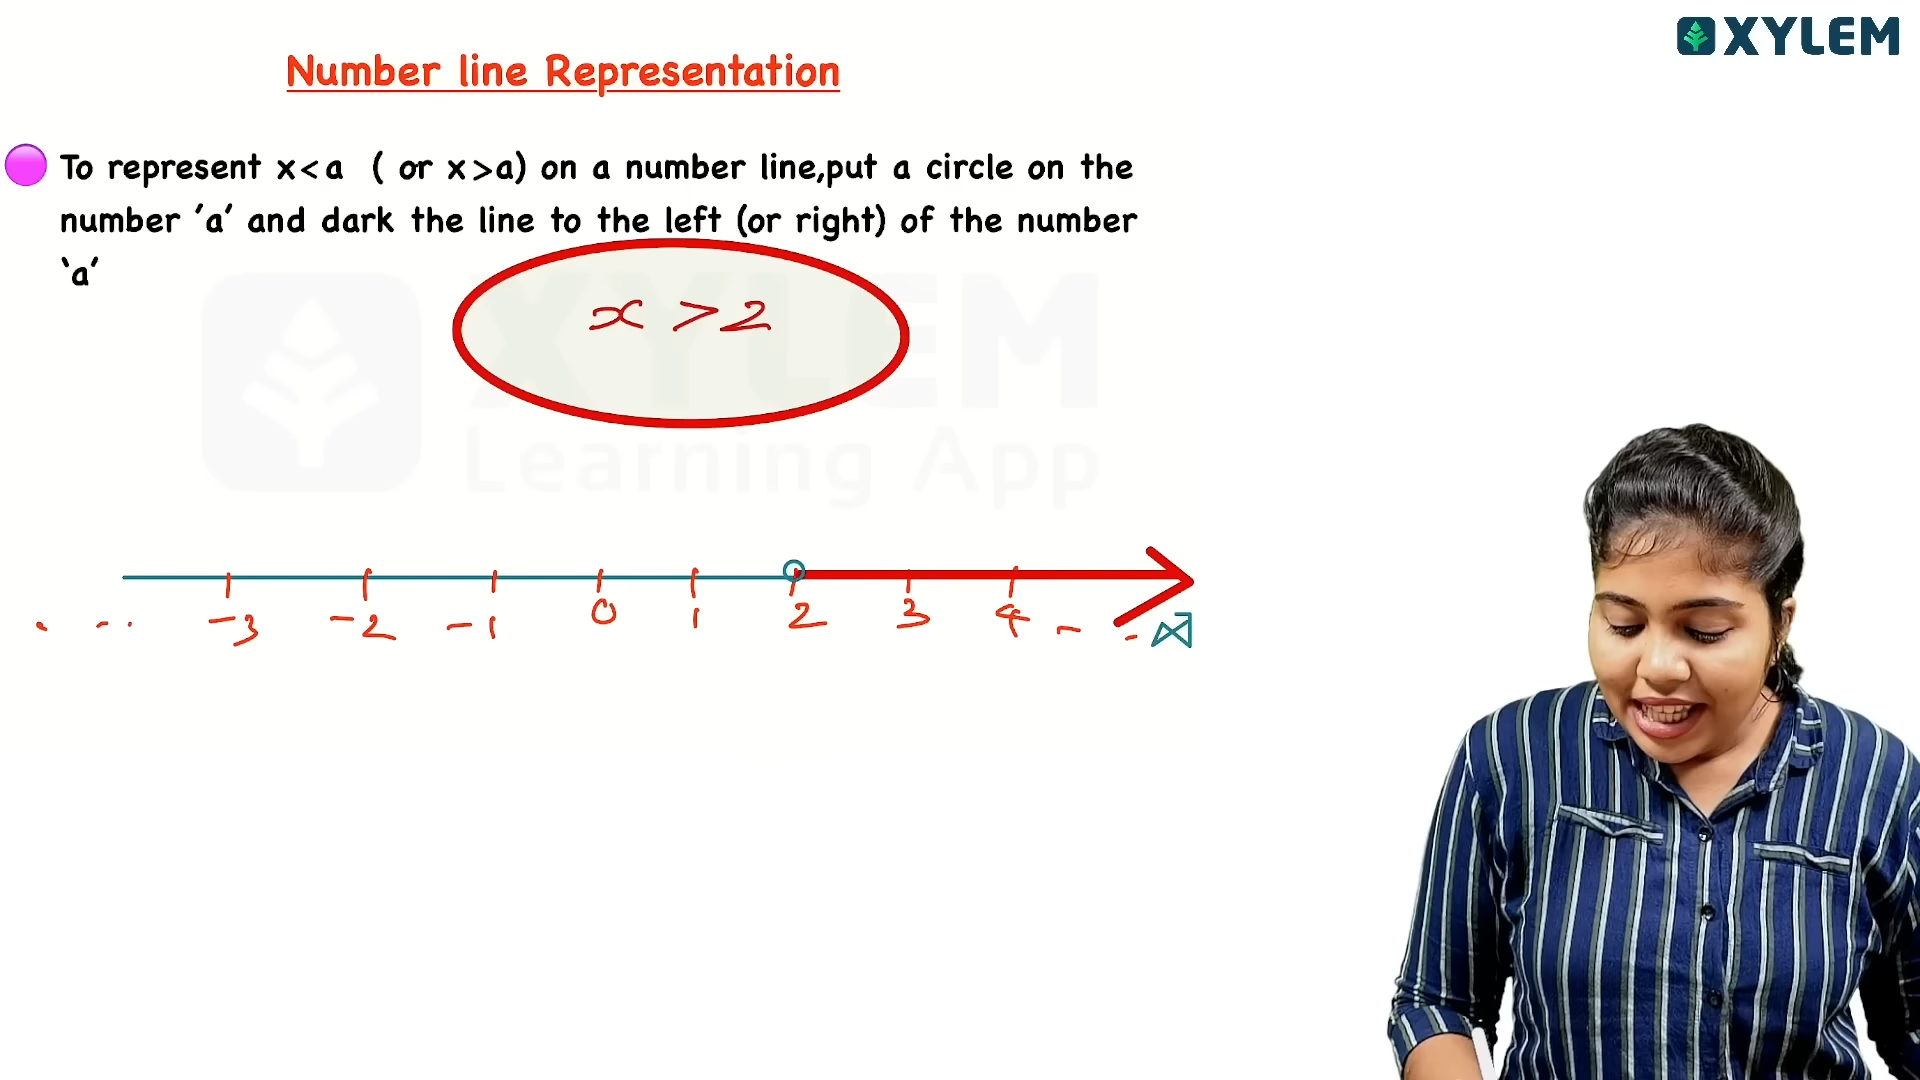 XYLEM
Number line Representation
To represent x<a ( or x>a) on a number line,put a circle on the
number ‘a’ and dark the line to the left (or right) of the number
‘a’
x > 2
XYLEM
Learning App
... -3 -2 -1 0 1 2 3 4 - -